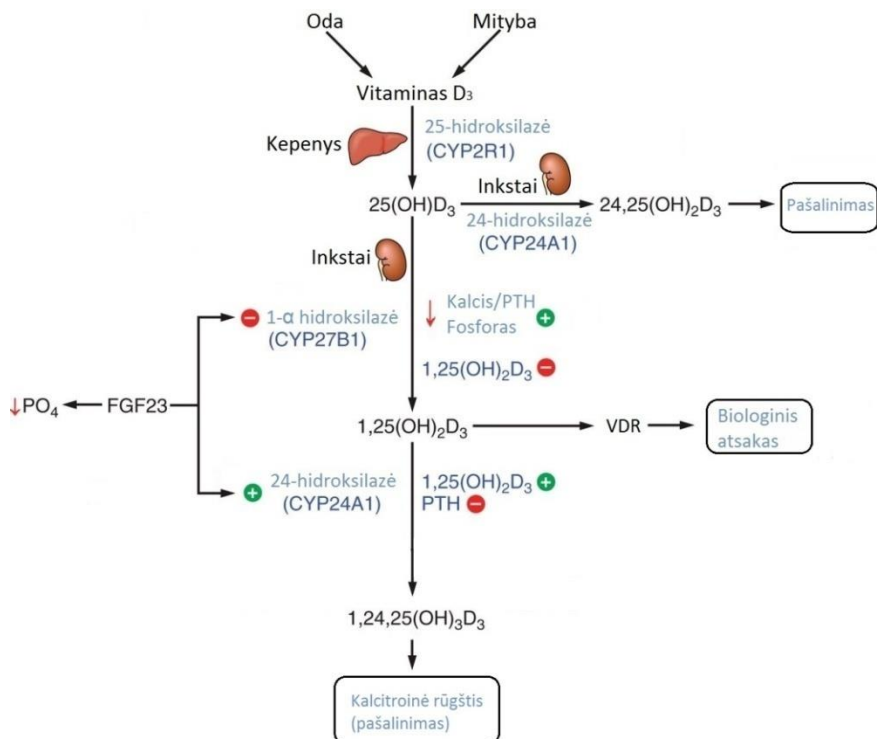 Oda
Mityba
Vitaminas D₃
Kepenys
25-hidroksilazė
(CYP2R1)
25(OH)D₃
Inkstai
24-hidroksilazė
(CYP24A1)
24,25(OH)₂D₃
Pašalinimas
Inkstai
1-α hidroksilazė
(CYP27B1)
↓ Kalcis/PTH
Fosforas +
1,25(OH)₂D₃ −
↓PO₄
FGF23
1,25(OH)₂D₃
VDR
Biologinis
atsakas
24-hidroksilazė
(CYP24A1)
1,25(OH)₂D₃ +
PTH −
1,24,25(OH)₃D₃
Kalcitroinė rūgštis
(pašalinimas)